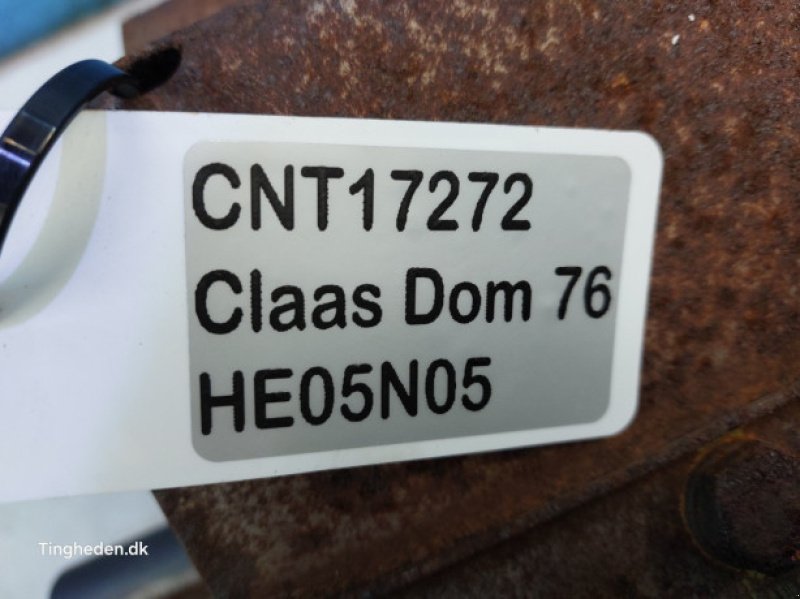 CNT17272
Claas Dom 76
HE05N05
Tingheden.dk